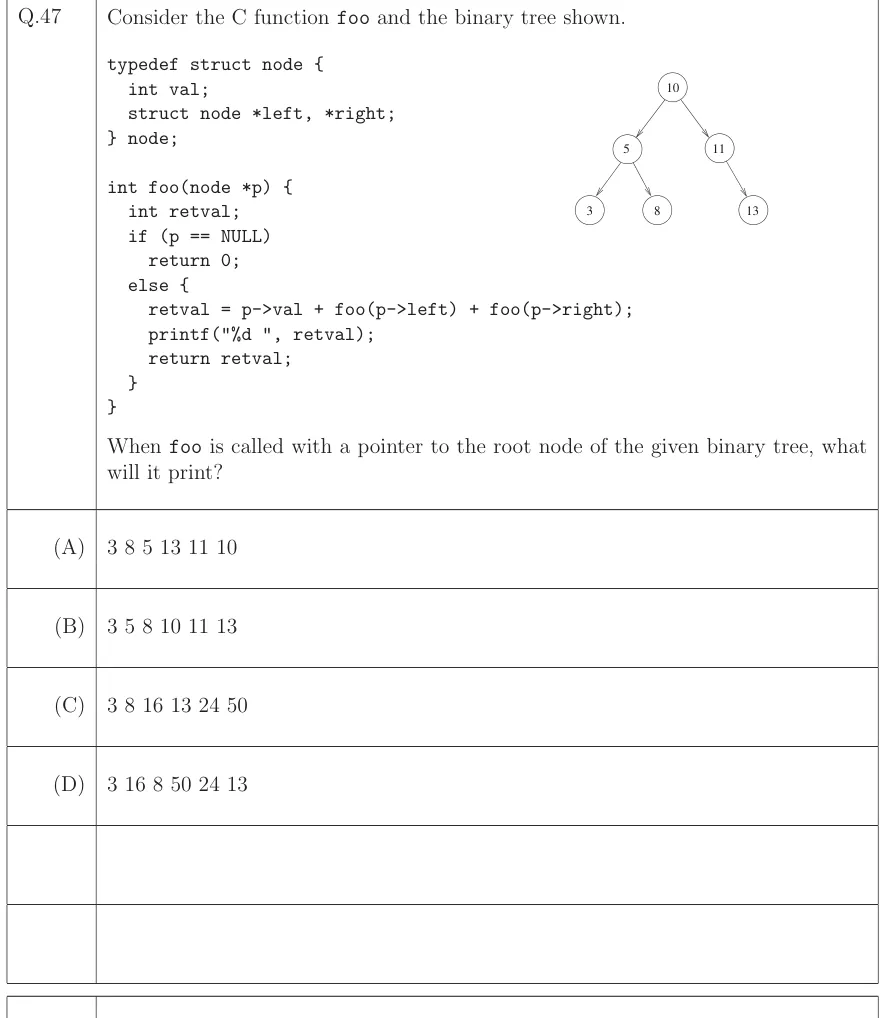 Q.47
Consider the C function foo and the binary tree shown.
typedef struct node {
  int val;
  struct node *left, *right;
} node;
int foo(node *p) {
  int retval;
  if (p == NULL)
    return 0;
  else {
    retval = p->val + foo(p->left) + foo(p->right);
    printf("%d ", retval);
    return retval;
  }
}
10
5 11
3 8 13
When foo is called with a pointer to the root node of the given binary tree, what
will it print?
(A) 3 8 5 13 11 10
(B) 3 5 8 10 11 13
(C) 3 8 16 13 24 50
(D) 3 16 8 50 24 13